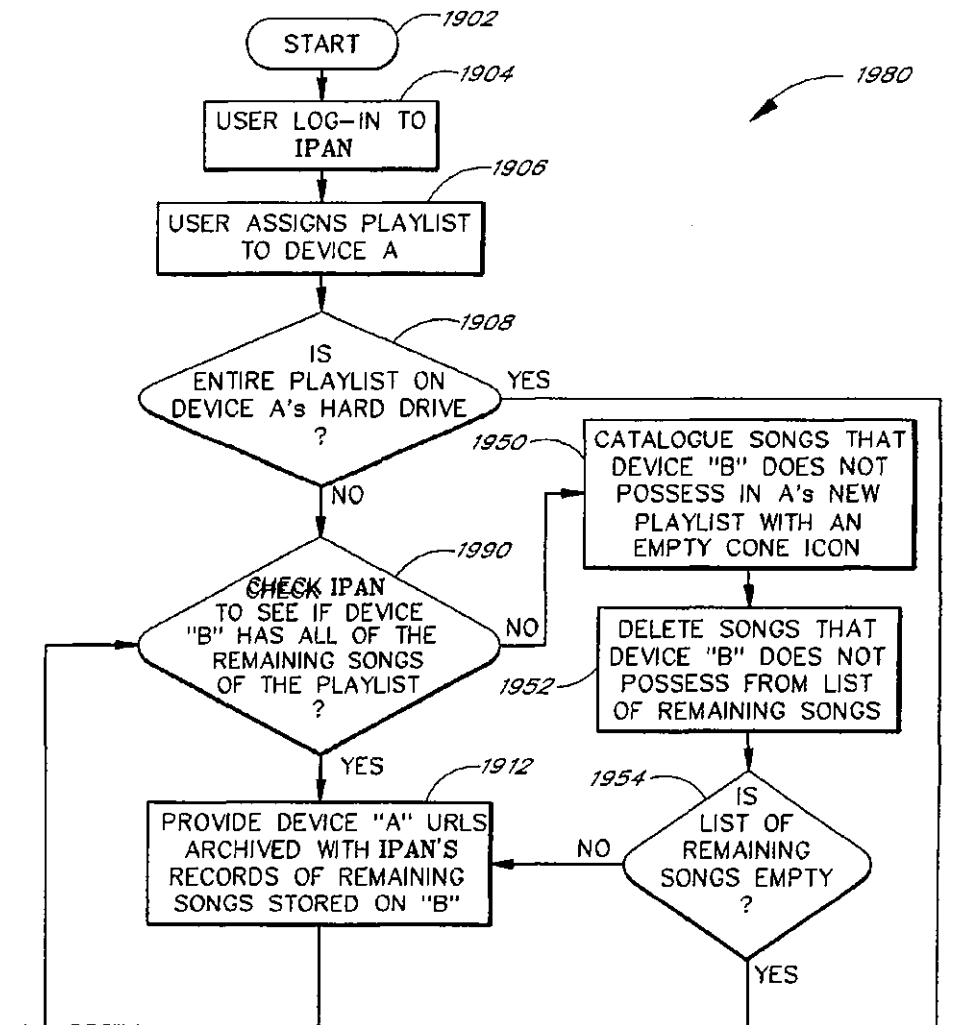 1902
START
1904
1980
USER LOG-IN TO
IPAN
1906
USER ASSIGNS PLAYLIST
TO DEVICE A
1908
IS
ENTIRE PLAYLIST ON
DEVICE A's HARD DRIVE
?
YES
NO
1950
CATALOGUE SONGS THAT
DEVICE "B" DOES NOT
POSSESS IN A's NEW
PLAYLIST WITH AN
EMPTY CONE ICON
1990
CHECK IPAN
TO SEE IF DEVICE
"B" HAS ALL OF THE
REMAINING SONGS
OF THE PLAYLIST
?
NO
YES
1952
DELETE SONGS THAT
DEVICE "B" DOES NOT
POSSESS FROM LIST
OF REMAINING SONGS
1912
PROVIDE DEVICE "A" URLS
ARCHIVED WITH IPAN'S
RECORDS OF REMAINING
SONGS STORED ON "B"
1954
IS
LIST OF
REMAINING
SONGS EMPTY
?
NO
YES